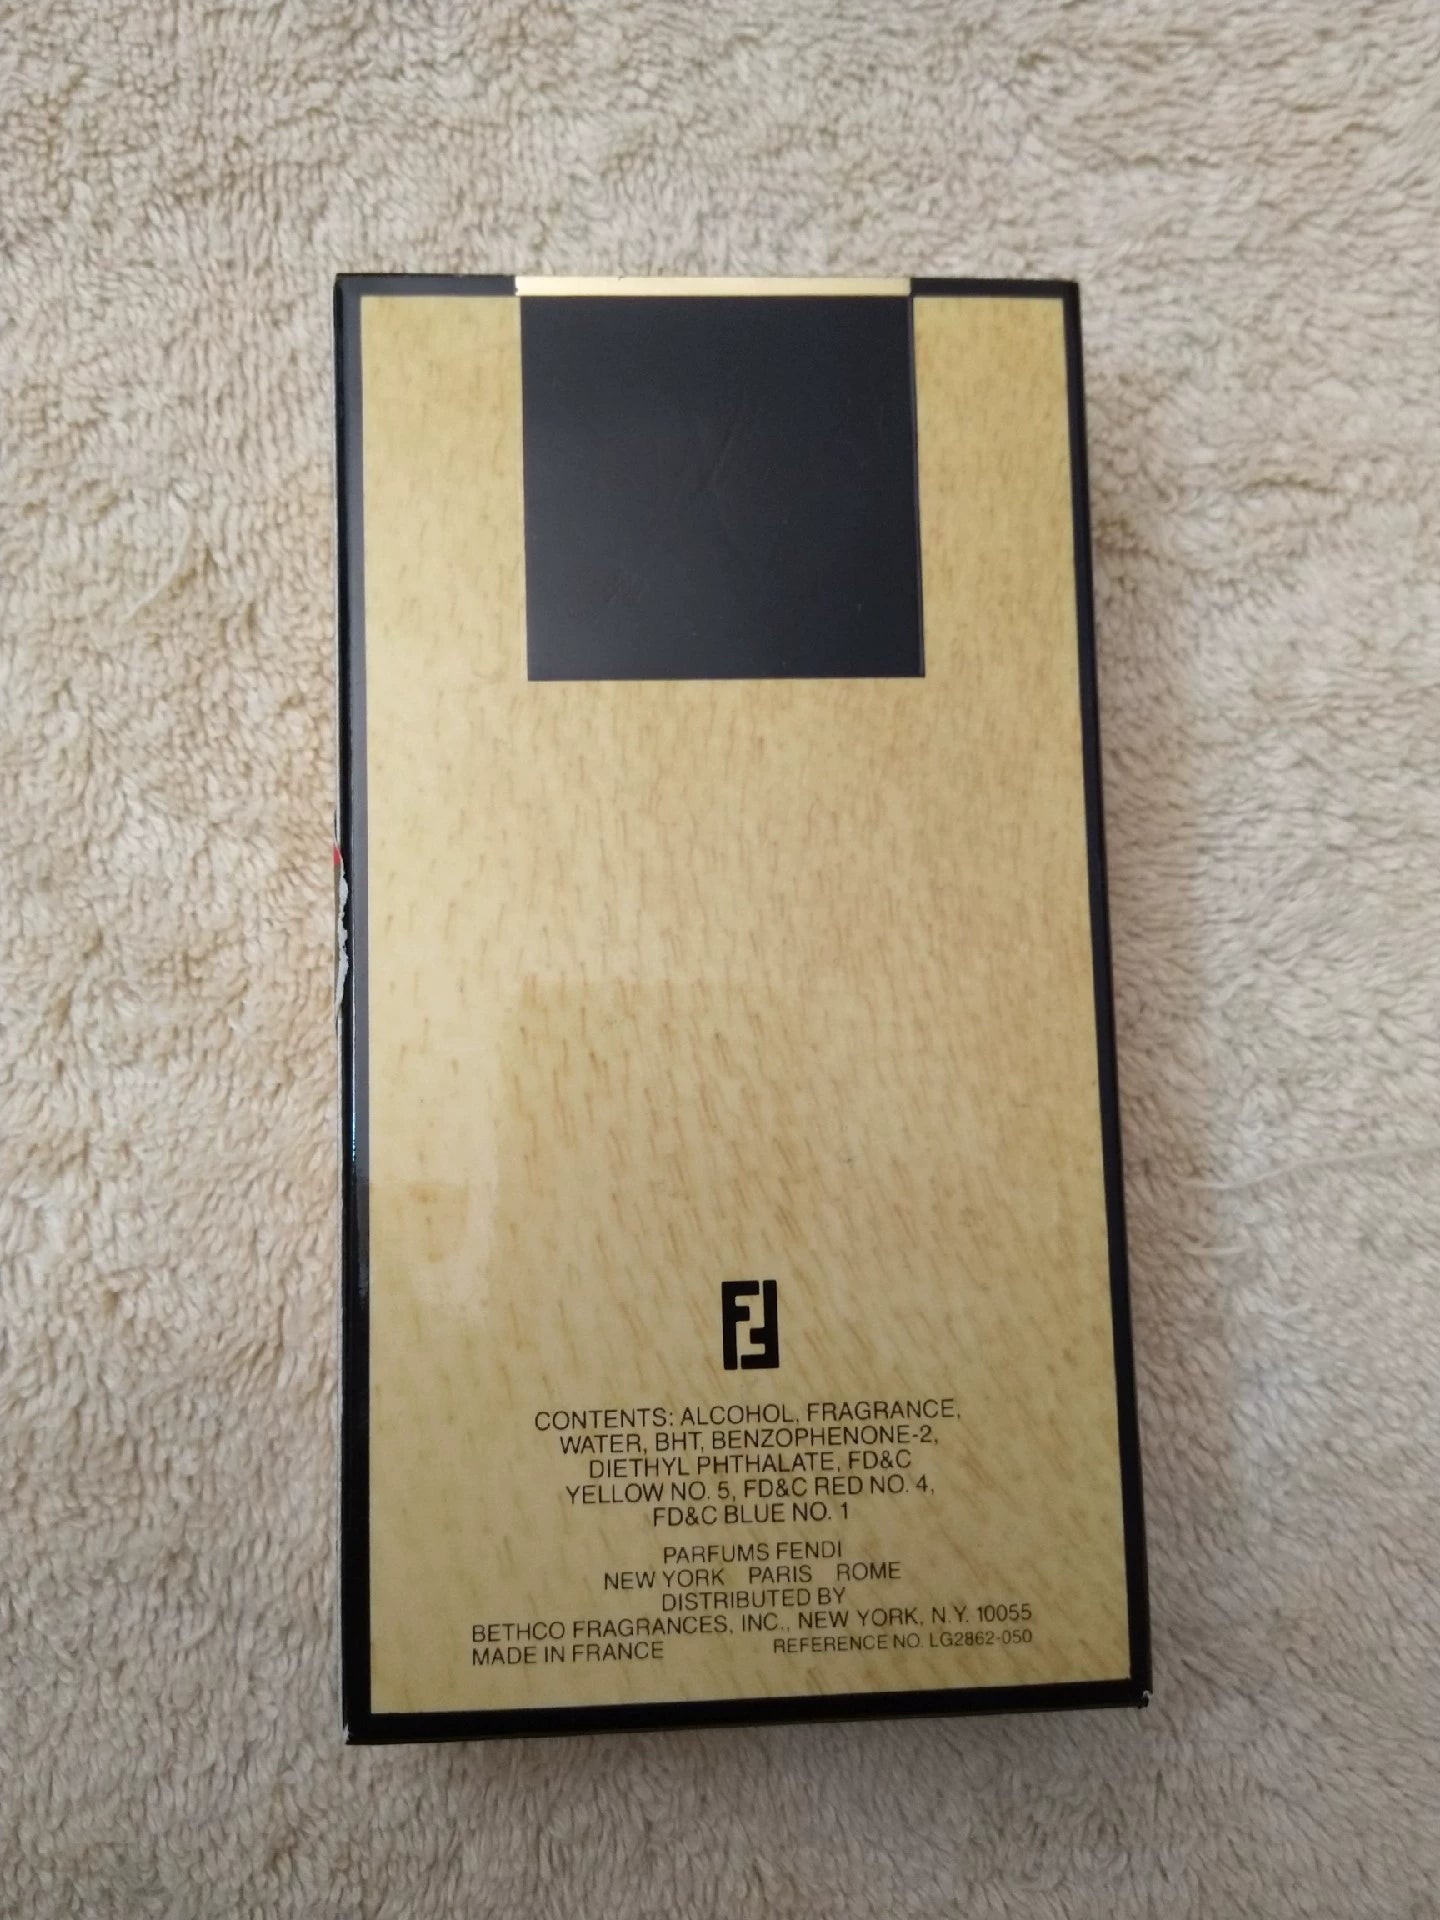 CONTENTS: ALCOHOL, FRAGRANCE,
WATER, BHT, BENZOPHENONE-2,
DIETHYL PHTHALATE, FD&C
YELLOW NO. 5, FD&C RED NO. 4,
FD&C BLUE NO. 1
PARFUMS FENDI
NEW YORK PARIS ROME
DISTRIBUTED BY
BETHCO FRAGRANCES, INC., NEW YORK, N.Y. 10055
MADE IN FRANCE REFERENCE NO. LG2862-050